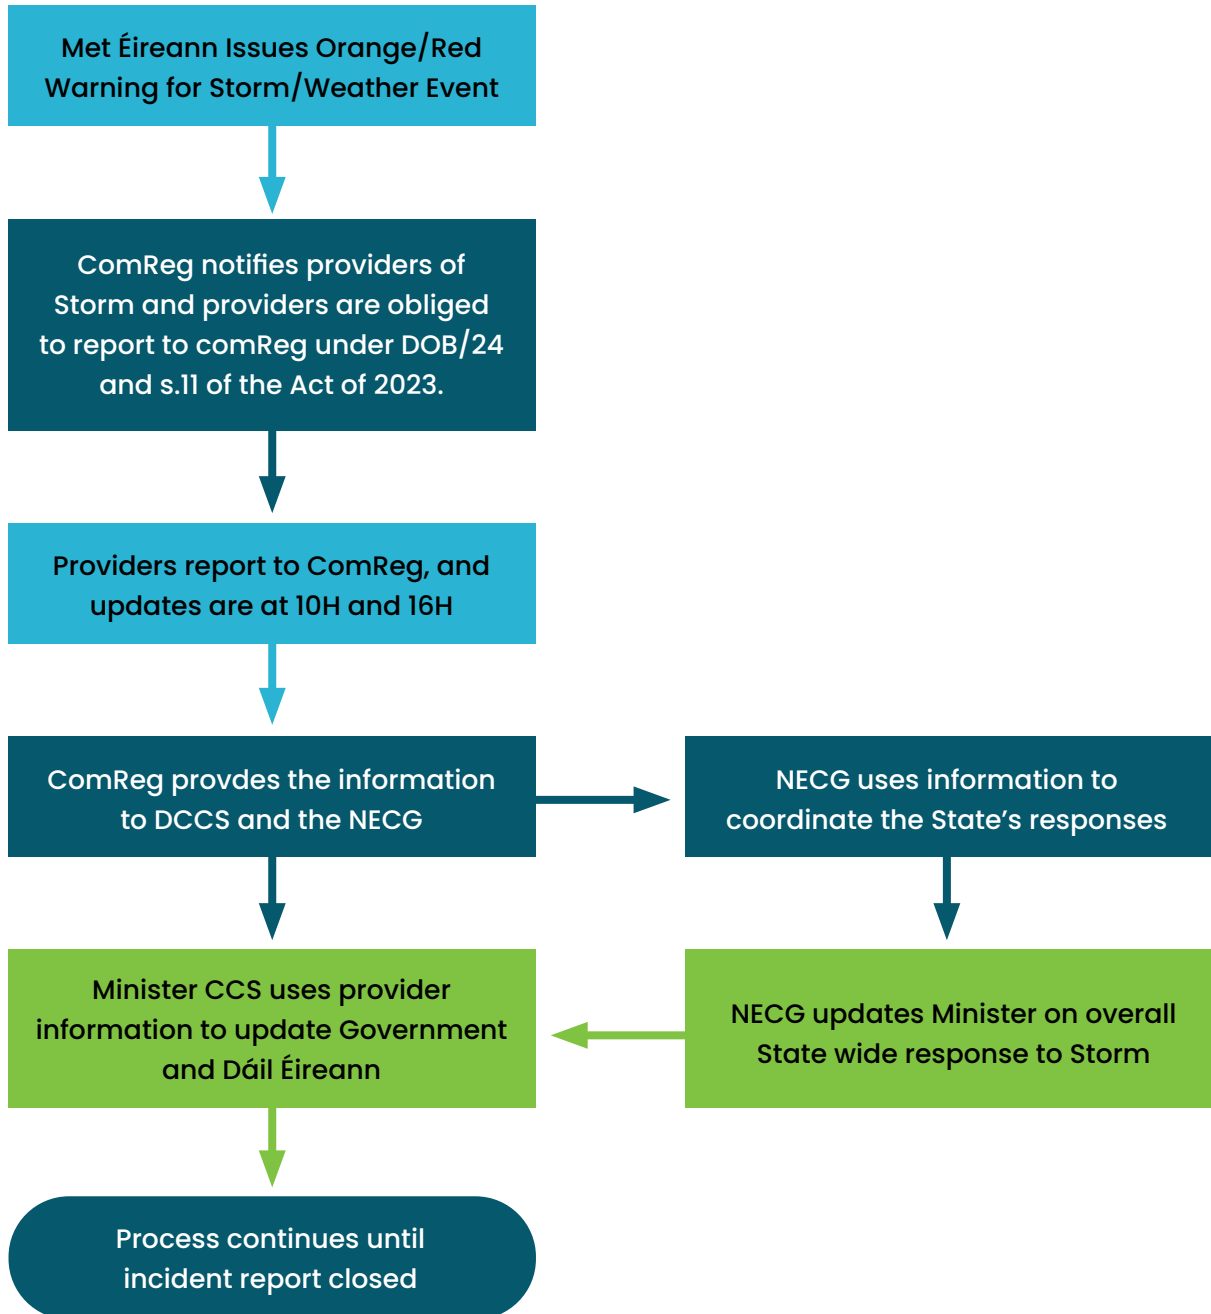 Met Éireann Issues Orange/Red
Warning for Storm/Weather Event
ComReg notifies providers of
Storm and providers are obliged
to report to comReg under DOB/24
and s.11 of the Act of 2023.
Providers report to ComReg, and
updates are at 10H and 16H
ComReg provdes the information
to DCCS and the NECG
NECG uses information to
coordinate the State’s responses
Minister CCS uses provider
information to update Government
and Dáil Éireann
NECG updates Minister on overall
State wide response to Storm
Process continues until
incident report closed